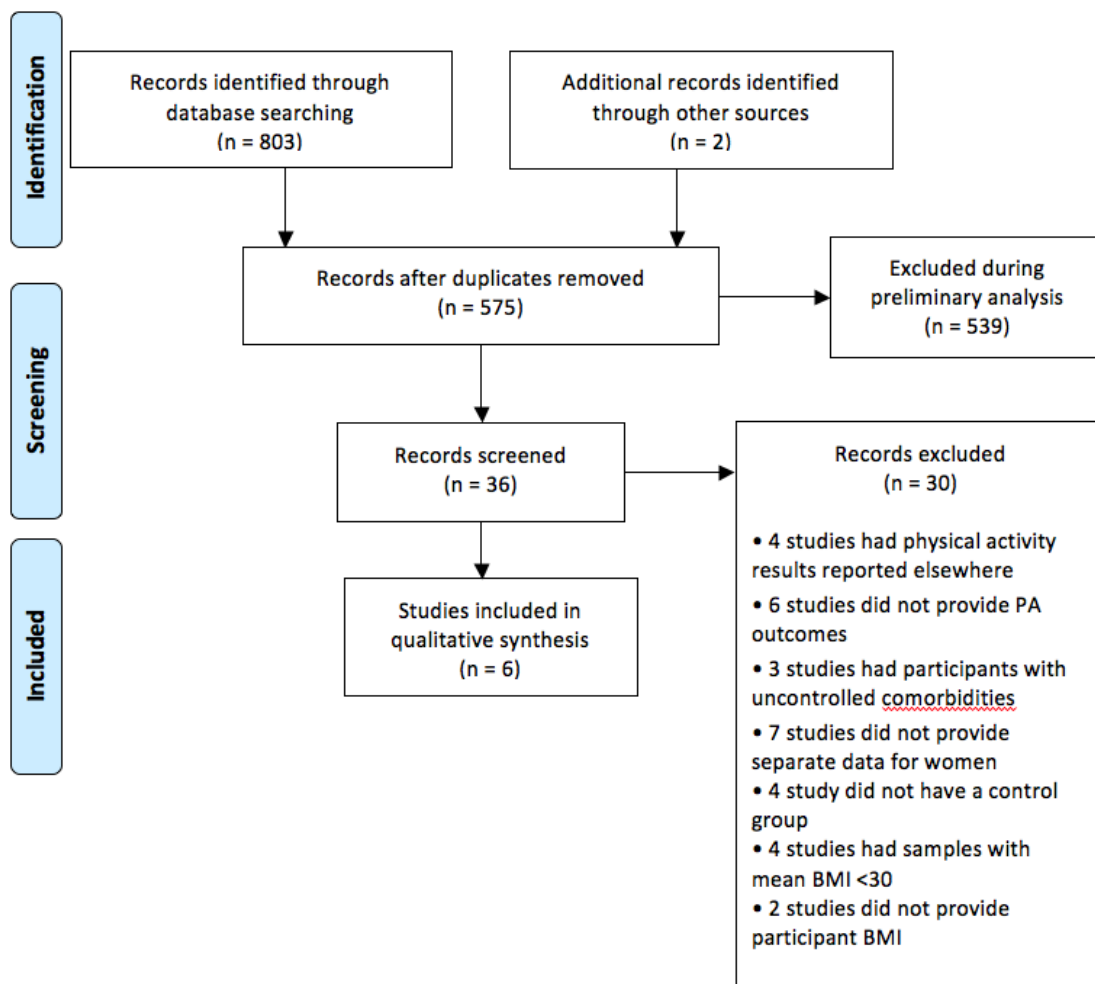 Identification
Records identified through
database searching
(n = 803)
Additional records identified
through other sources
(n = 2)
Records after duplicates removed
(n = 575)
Excluded during
preliminary analysis
(n = 539)
Screening
Records screened
(n = 36)
Records excluded
(n = 30)
• 4 studies had physical activity
results reported elsewhere
• 6 studies did not provide PA
outcomes
• 3 studies had participants with
uncontrolled comorbidities
• 7 studies did not provide
separate data for women
• 4 study did not have a control
group
• 4 studies had samples with
mean BMI <30
• 2 studies did not provide
participant BMI
Included
Studies included in
qualitative synthesis
(n = 6)